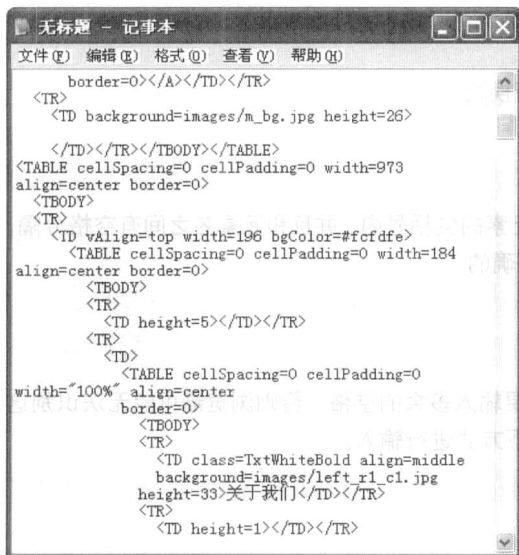 无标题 - 记事本
文件(F) 编辑(E) 格式(O) 查看(V) 帮助(H)
border=0></A></TD></TR>
<TR>
<TD background=images/m_bg.jpg height=26>
</TD></TR></TBODY></TABLE>
<TABLE cellSpacing=0 cellPadding=0 width=973
align=center border=0>
<TBODY>
<TR>
<TD vAlign=top width=196 bgColor=#fcfdfe>
<TABLE cellSpacing=0 cellPadding=0 width=184
align=center border=0>
<TBODY>
<TR>
<TD height=5></TD></TR>
<TR>
<TD>
<TABLE cellSpacing=0 cellPadding=0
width="100%" align=center
border=0>
<TBODY>
<TR>
<TD class=TxtWhiteBold align=middle
background=images/left_r1_c1.jpg
height=33>关于我们</TD></TR>
<TR>
<TD height=1></TD></TR>